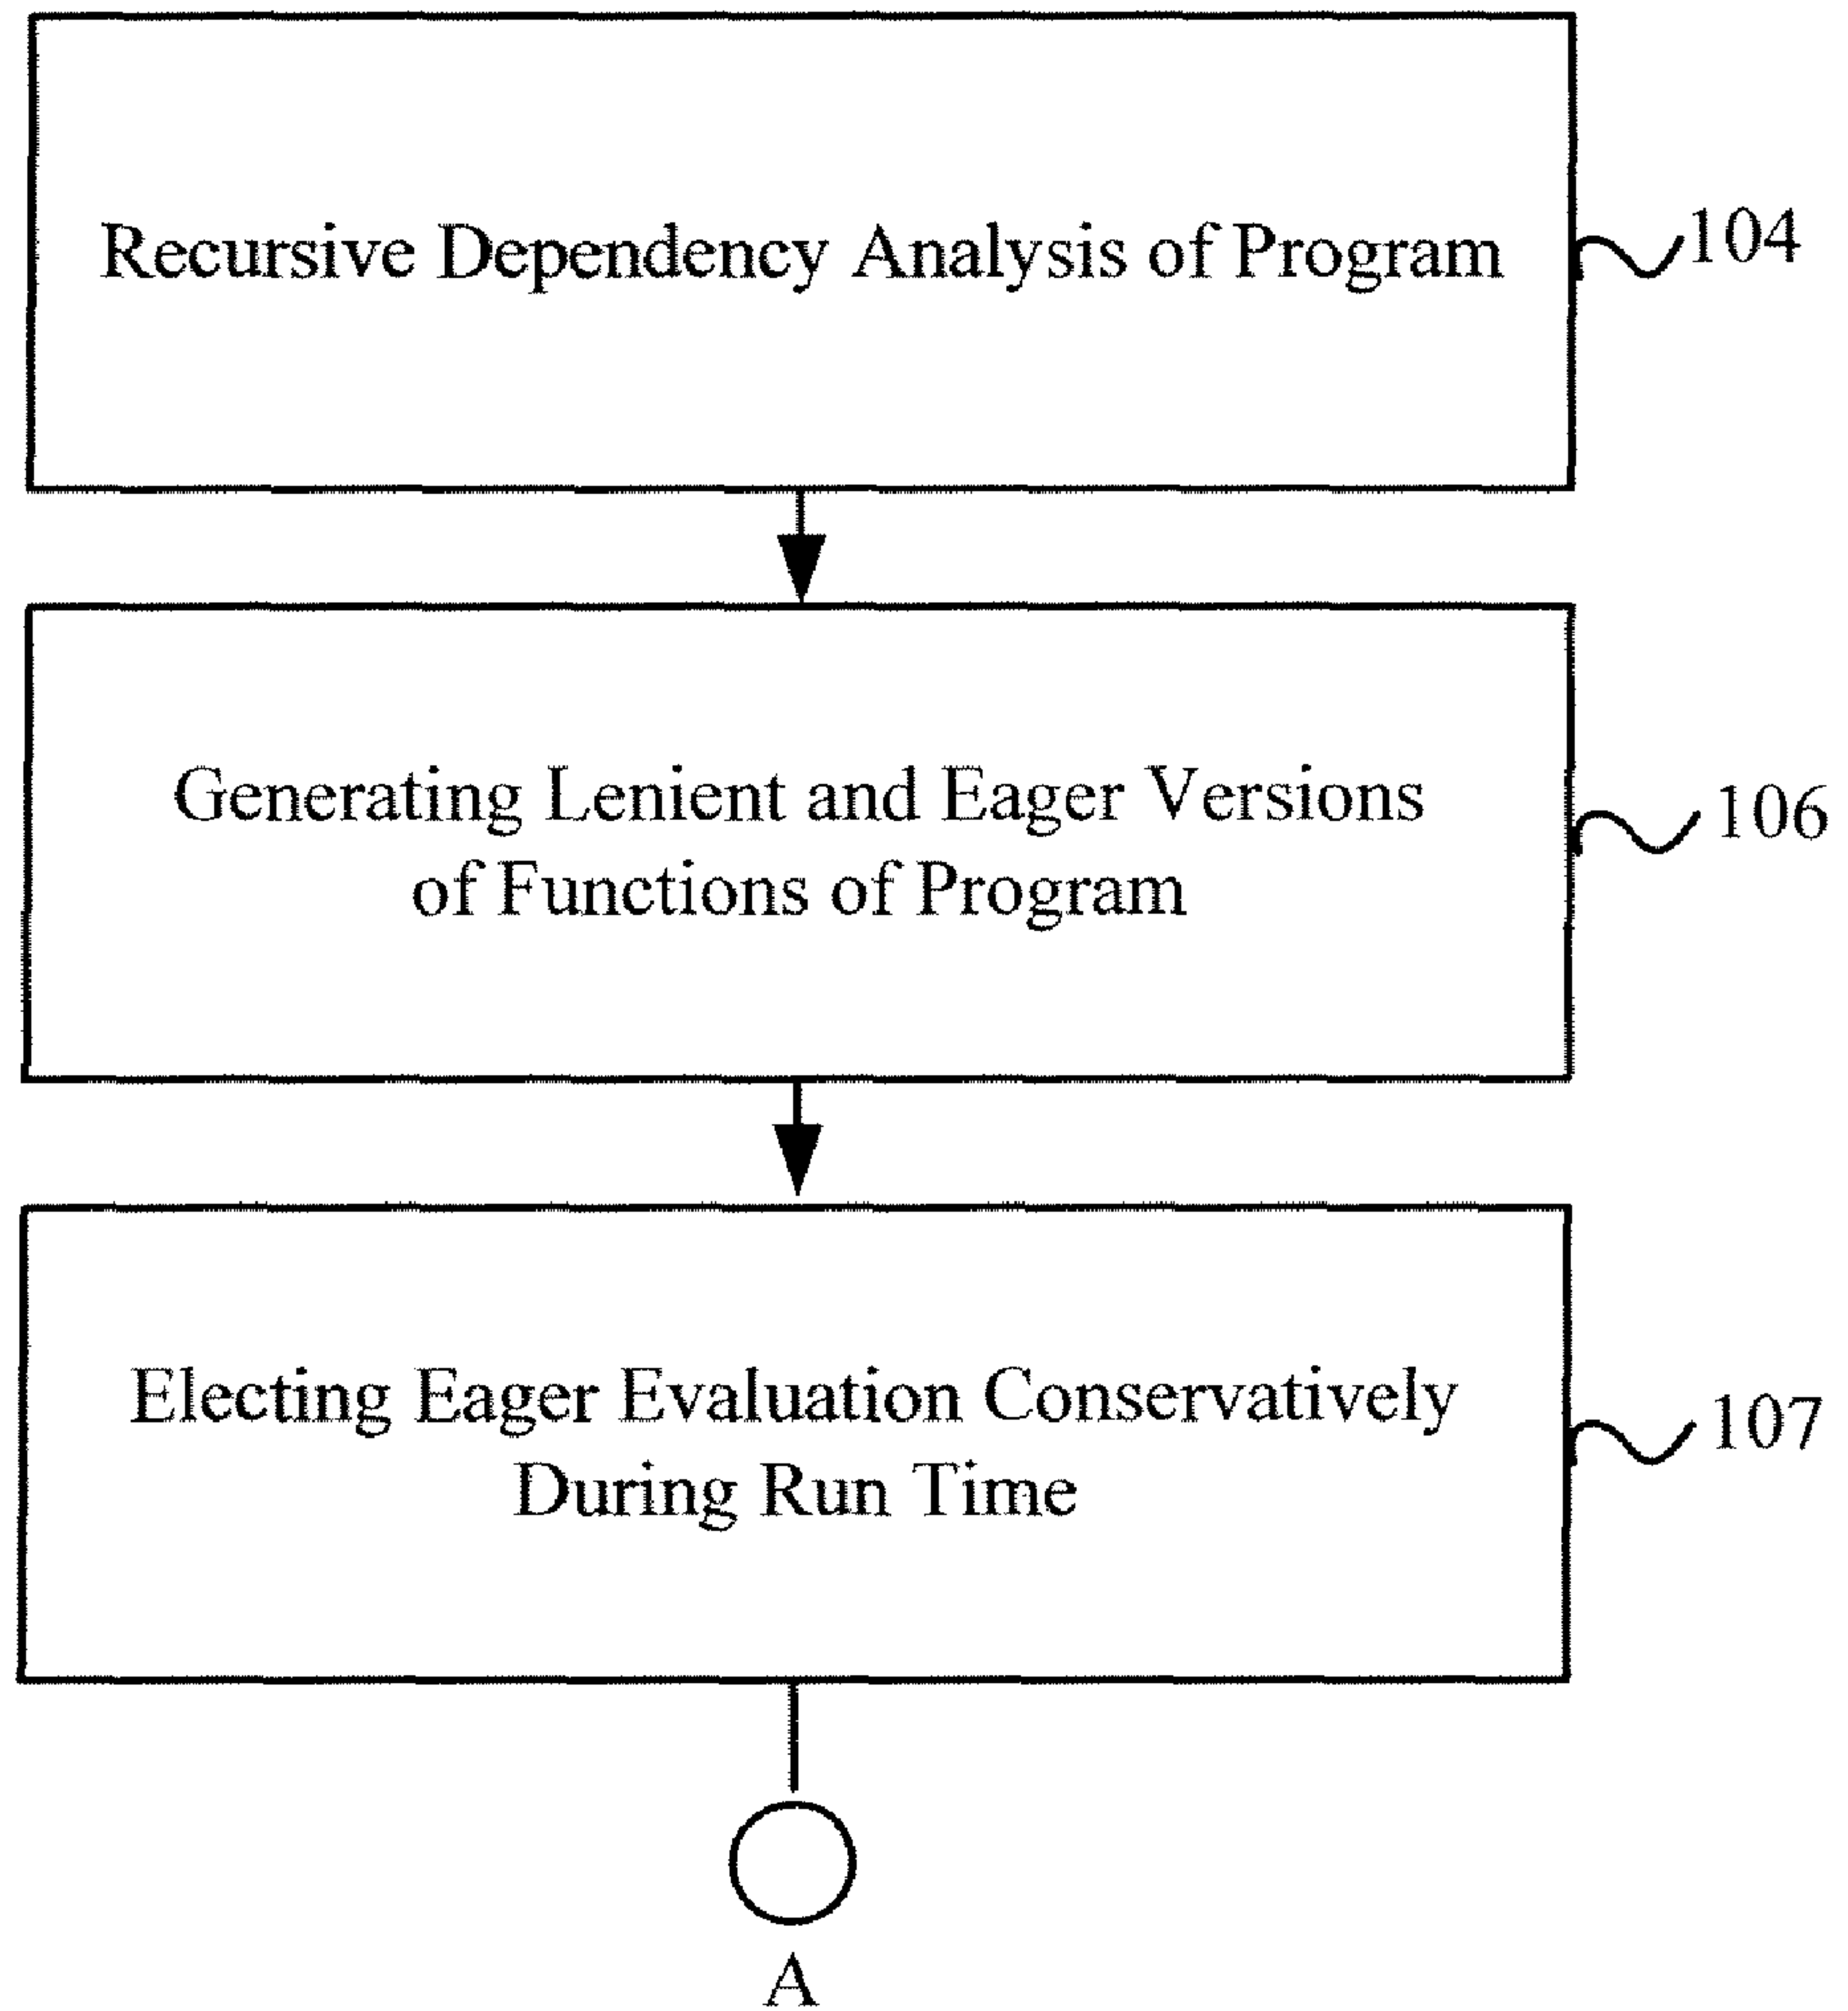 Recursive Dependency Analysis of Program
104
Generating Lenient and Eager Versions
of Functions of Program
106
Electing Eager Evaluation Conservatively
During Run Time
107
A